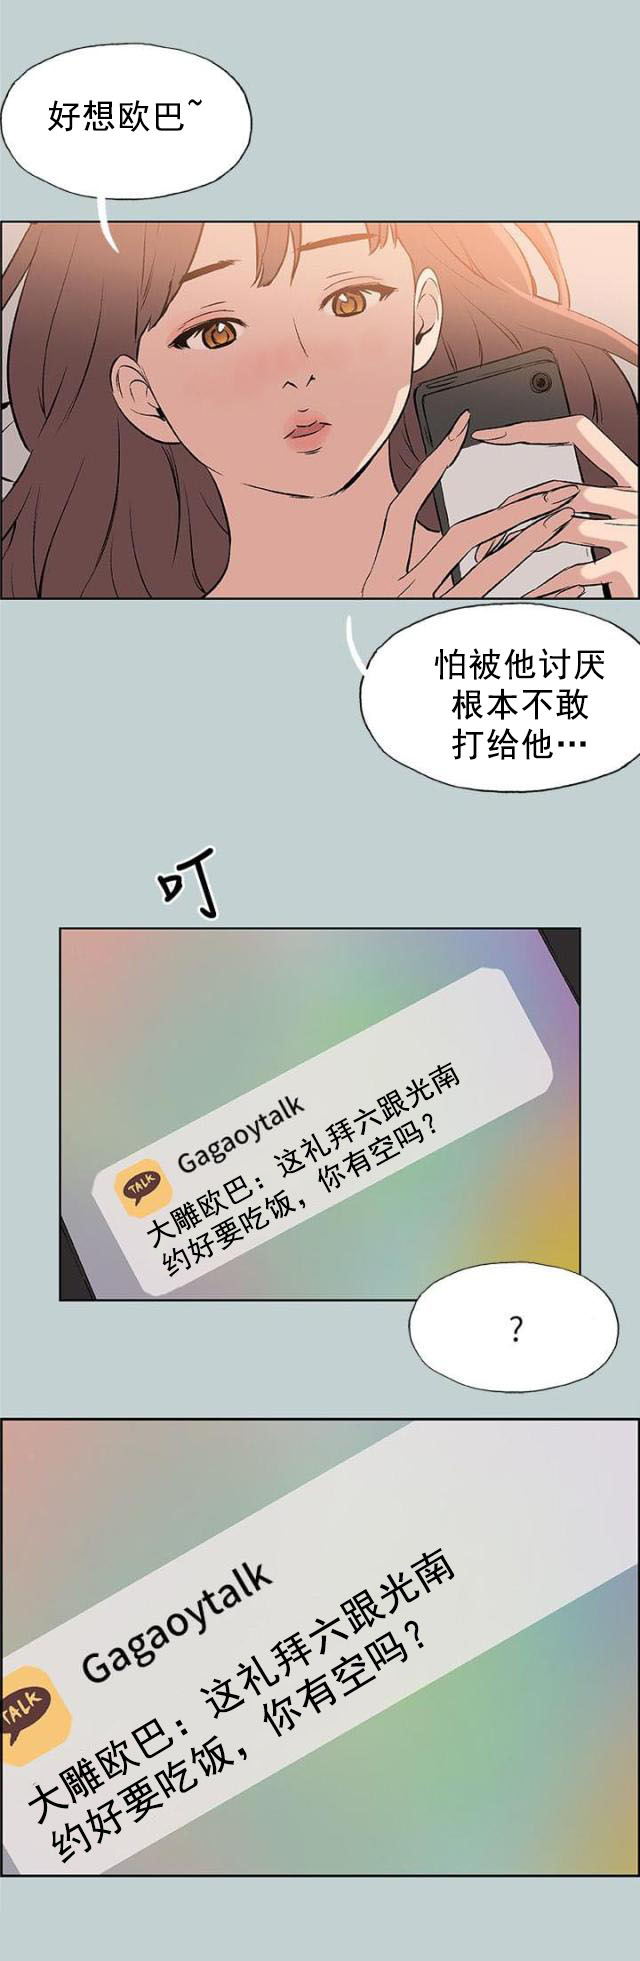 好想欧巴~
怕被他讨厌
根本不敢
打给他…
叮
Gagaoytalk
TALK
大雕欧巴：这礼拜六跟光南
约好要吃饭，你有空吗？
?
Gagaoytalk
TALK
大雕欧巴：这礼拜六跟光南
约好要吃饭，你有空吗？